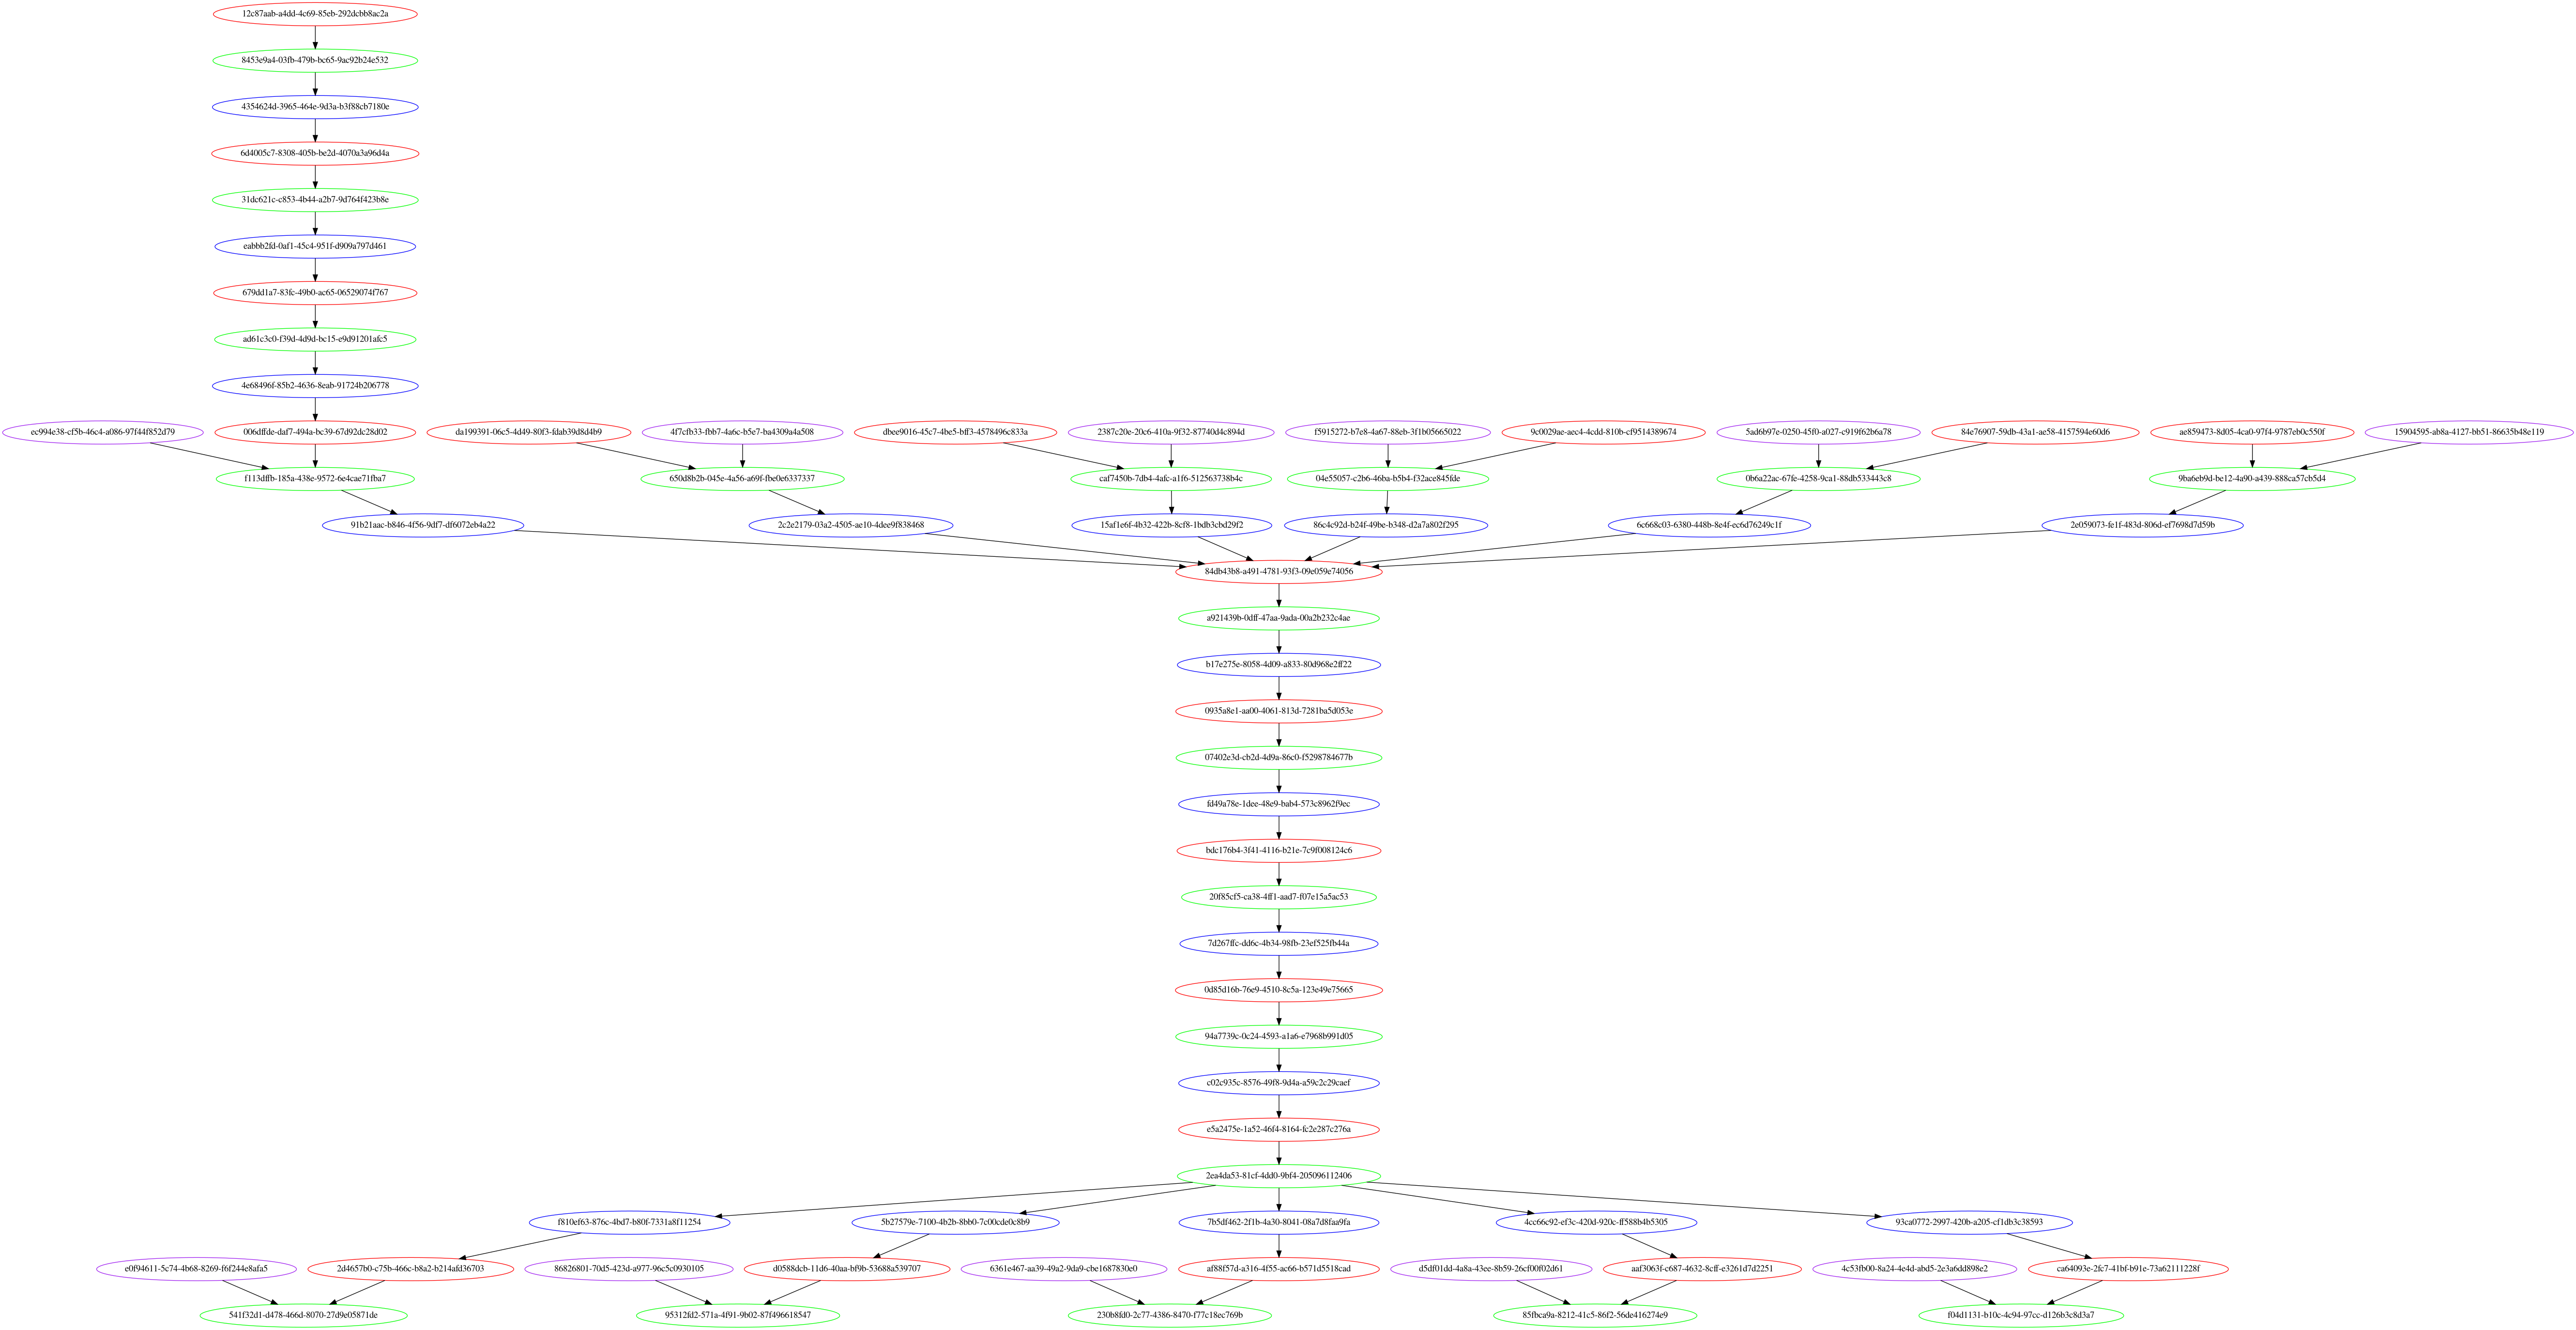 12c87aab-a4dd-4c69-85eb-292dcbb8ac2a
8453e9a4-03fb-479b-bc65-9ac92b24e532
4354624d-3965-464e-9d3a-b3f88cb7180e
6d4005c7-8308-405b-be2d-4070a3a96d4a
31dc621c-c853-4b44-a2b7-9d764f423b8e
eabbb2fd-0af1-45c4-951f-d909a797d461
679dd1a7-83fc-49b0-ac65-06529074f767
ad61c3c0-f39d-4d9d-bc15-e9d91201afc5
4e68496f-85b2-4636-8eab-91724b206778
ec994e38-cf5b-46c4-a086-97f44f852d79 006dffde-daf7-494a-bc39-67d92dc28d02 da199391-06c5-4d49-80f3-fdab39d8d4b9 4f7cfb33-fbb7-4a6c-b5e7-ba4309a4a508 dbee9016-45c7-4be5-bff3-4578496c833a 2387c20e-20c6-410a-9f32-87740d4c894d f5915272-b7e8-4a67-88eb-3f1b05665022 9c0029ae-aec4-4cdd-810b-cf9514389674 5ad6b97e-0250-45f0-a027-c919f62b6a78 84e76907-59db-43a1-ae58-4157594e60d6 ae859473-8d05-4ca0-97f4-9787eb0c550f 15904595-ab8a-4127-bb51-86635b48e119
f113dffb-185a-438e-9572-6e4cae71fba7 650d8b2b-045e-4a56-a69f-fbe0e6337337 caf7450b-7db4-4afc-a1f6-512563738b4c 04e55057-c2b6-46ba-b5b4-f32ace845fde 0b6a22ac-67fe-4258-9ca1-88db533443c8 9ba6eb9d-be12-4a90-a439-888ca57cb5d4
91b21aac-b846-4f56-9df7-df6072eb4a22 2c2e2179-03a2-4505-ae10-4dee9f838468 15af1e6f-4b32-422b-8cf8-1bdb3cbd29f2 86c4c92d-b24f-49be-b348-d2a7a802f295 6c668c03-6380-448b-8e4f-ec6d76249c1f 2e059073-fe1f-483d-806d-ef7698d7d59b
84db43b8-a491-4781-93f3-09e059e74056
a921439b-0dff-47aa-9ada-00a2b232c4ae
b17e275e-8058-4d09-a833-80d968e2ff22
0935a8e1-aa00-4061-813d-7281ba5d053e
07402e3d-cb2d-4d9a-86c0-f5298784677b
fd49a78e-1dee-48e9-bab4-573c8962f9ec
bdc176b4-3f41-4116-b21e-7c9f008124c6
20f85cf5-ca38-4ff1-aad7-f07e15a5ac53
7d267ffc-dd6c-4b34-98fb-23ef525fb44a
0d85d16b-76e9-4510-8c5a-123e49e75665
94a7739c-0c24-4593-a1a6-e7968b991d05
c02c935c-8576-49f8-9d4a-a59c2c29caef
e5a2475e-1a52-46f4-8164-fc2e287c276a
2ea4da53-81cf-4dd0-9bf4-205096112406
f810ef63-876c-4bd7-b80f-7331a8f11254 5b27579e-7100-4b2b-8bb0-7c00cde0c8b9 7b5df462-2f1b-4a30-8041-08a7d8faa9fa 4cc66c92-ef3c-420d-920c-ff588b4b5305 93ca0772-2997-420b-a205-cf1db3c38593
e0f94611-5c74-4b68-8269-f6f244e8afa5 2d4657b0-c75b-466c-b8a2-b214afd36703 86826801-70d5-423d-a977-96c5c0930105 d0588dcb-11d6-40aa-bf9b-53688a539707 6361e467-aa39-49a2-9da9-cbe1687830e0 af88f57d-a316-4f55-ac66-b571d5518cad d5df01dd-4a8a-43ee-8b59-26cf00f02d61 aaf3063f-c687-4632-8cff-e3261d7d2251 4c53fb00-8a24-4e4d-abd5-2e3a6dd898e2 ca64093e-2fc7-41bf-b91e-73a62111228f
541f32d1-d478-466d-8070-27d9e05871de 95312fd2-571a-4f91-9b02-87f496618547 230b8fd0-2c77-4386-8470-f77c18ec769b 85fbca9a-8212-41c5-86f2-56de416274e9 f04d1131-b10c-4c94-97cc-d126b3c8d3a7